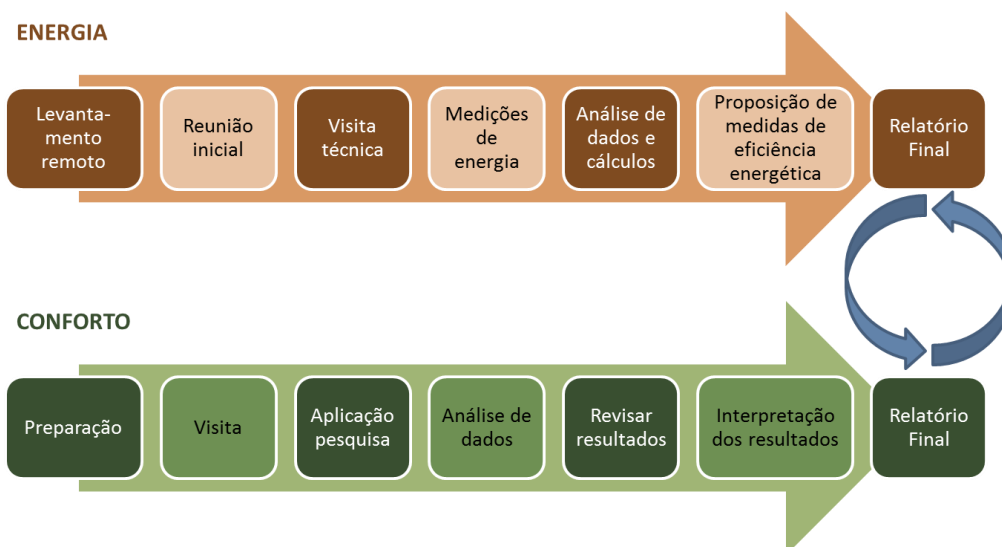 ENERGIA
Levanta-
mento
remoto
Reunião
inicial
Visita
técnica
Medições
de
energia
Análise de
dados e
cálculos
Proposição de
medidas de
eficiência
energética
Relatório
Final
CONFORTO
Preparação
Visita
Aplicação
pesquisa
Análise de
dados
Revisar
resultados
Interpretação
dos resultados
Relatório
Final